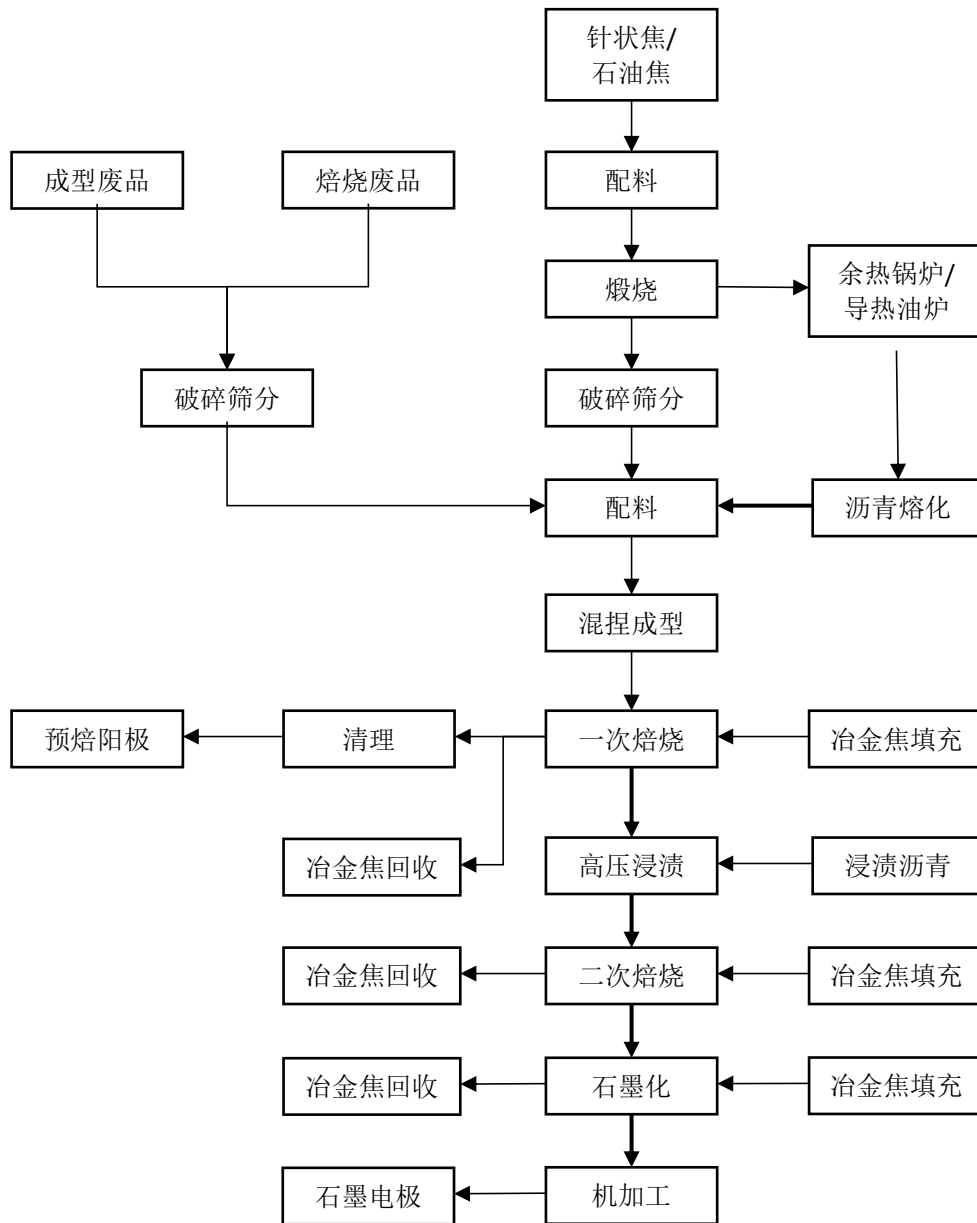 针状焦/
石油焦
成型废品
焙烧废品
配料
煅烧
余热锅炉/
导热油炉
破碎筛分
破碎筛分
配料
沥青熔化
混捏成型
预焙阳极
清理
一次焙烧
冶金焦填充
冶金焦回收
高压浸渍
浸渍沥青
冶金焦回收
二次焙烧
冶金焦填充
冶金焦回收
石墨化
冶金焦填充
石墨电极
机加工